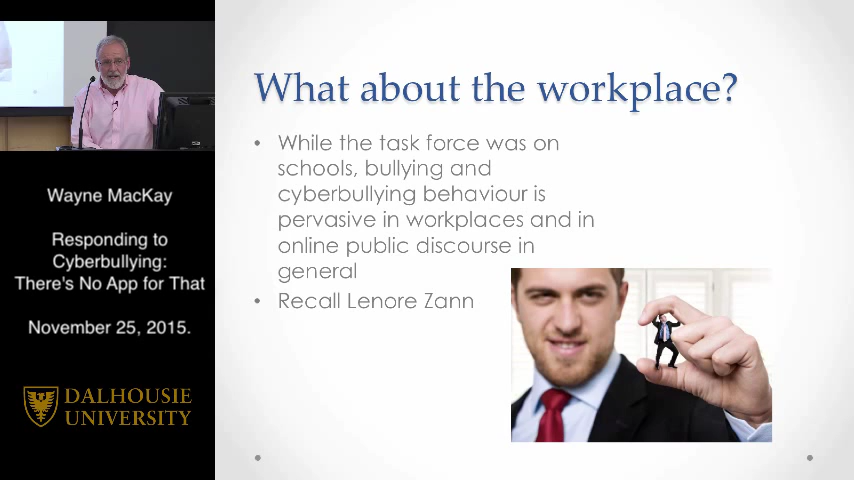 Wayne MacKay
Responding to
Cyberbullying:
There's No App for That
November 25, 2015.
DALHOUSIE
UNIVERSITY
What about the workplace?
• While the task force was on
schools, bullying and
cyberbullying behaviour is
pervasive in workplaces and in
online public discourse in
general
• Recall Lenore Zann